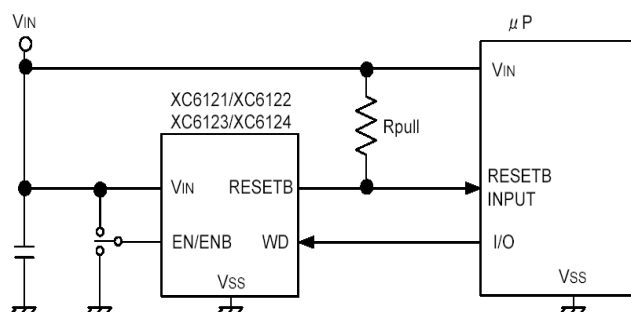 VIN
μP
XC6121/XC6122
XC6123/XC6124
Rpull
VIN
VIN
RESETB
EN/ENB
WD
VSS
RESETB
INPUT
I/O
VSS